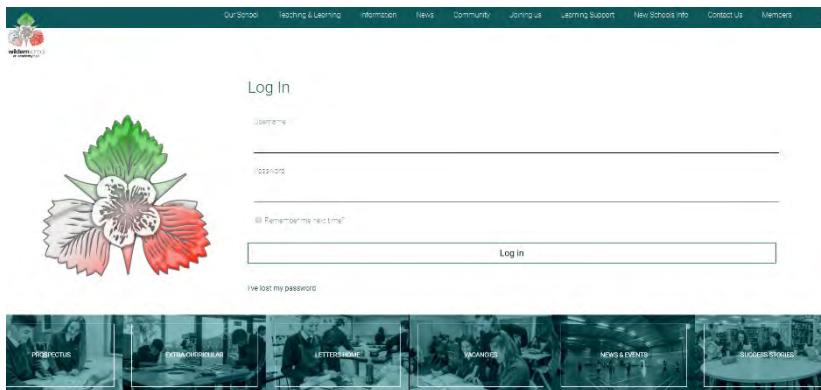 Our School Teaching & Learning Information News Community Joining us Learning Support New Schools Info Contact Us Members
wildern school
Log In
Username
Password
Remember me next time?
Log in
I've lost my password
PROSPECTUS EXTRA CURRICULAR LETTERS HOME VACANCIES NEWS & EVENTS SUCCESS STORIES